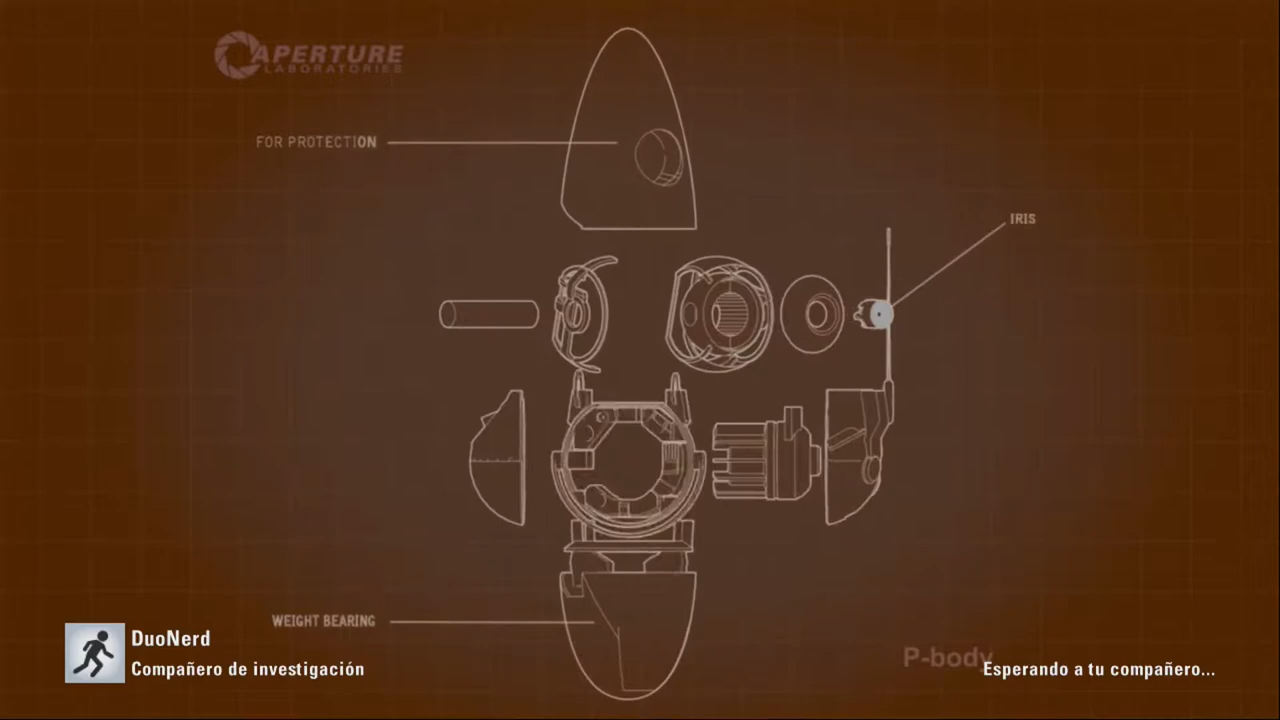 APERTURE
LABORATORIES
FOR PROTECTION
IRIS
WEIGHT BEARING
DuoNerd
Compañero de investigación
P-body
Esperando a tu compañero...